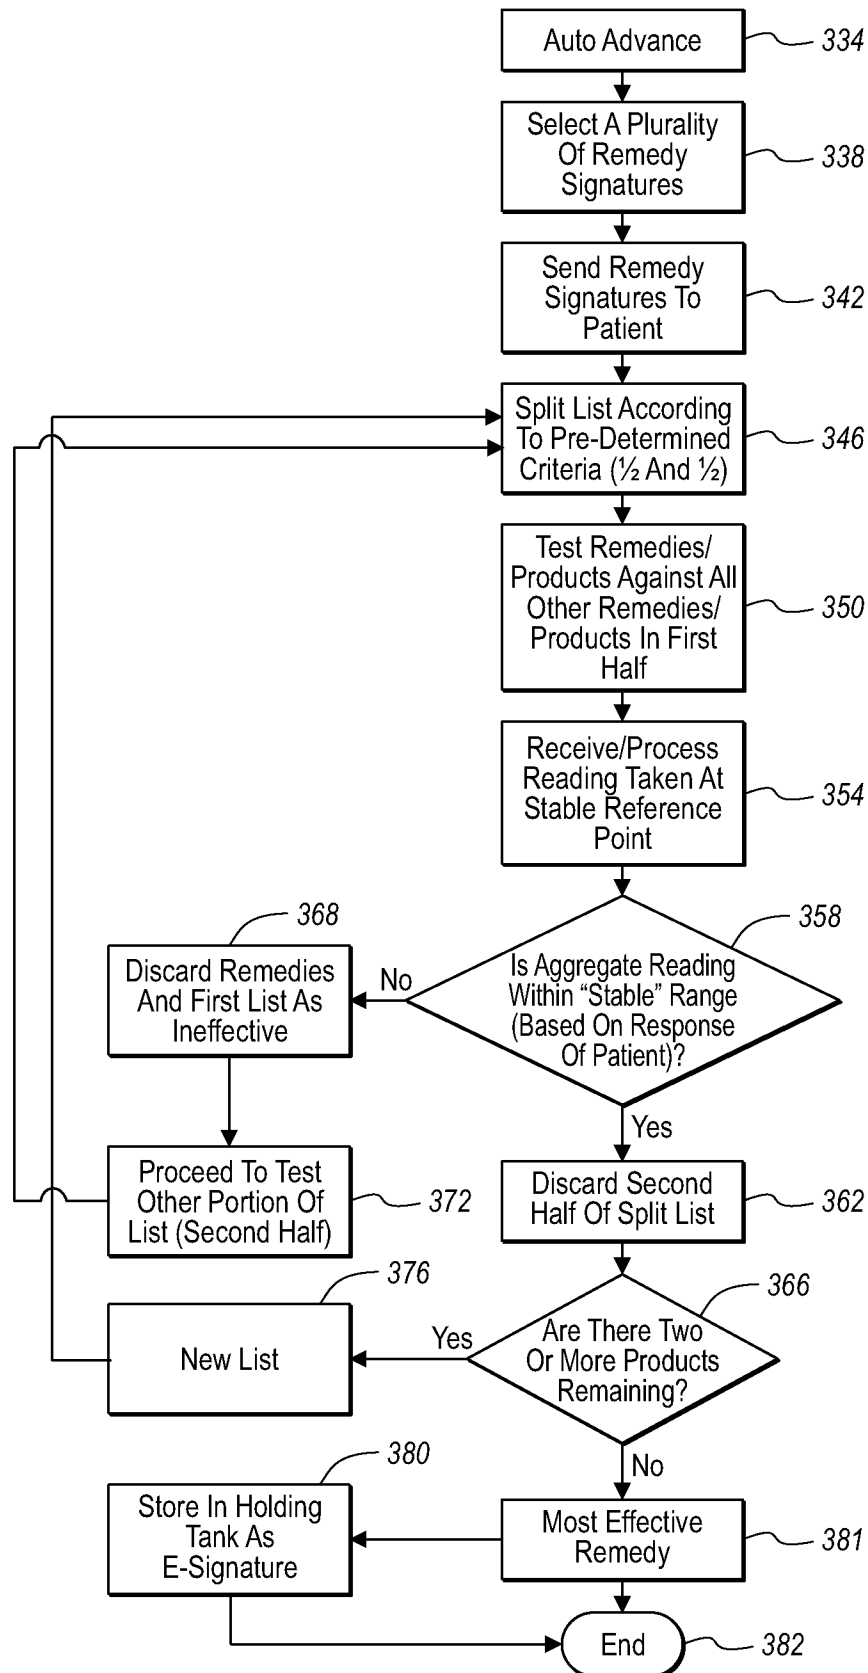 Auto Advance
334
Select A Plurality
Of Remedy
Signatures
338
Send Remedy
Signatures To
Patient
342
Split List According
To Pre-Determined
Criteria (½ And ½)
346
Test Remedies/
Products Against All
Other Remedies/
Products In First
Half
350
Receive/Process
Reading Taken At
Stable Reference
Point
354
358
Is Aggregate Reading
Within “Stable” Range
(Based On Response
Of Patient)?
No
368
Discard Remedies
And First List As
Ineffective
Yes
Proceed To Test
Other Portion Of
List (Second Half)
372
Discard Second
Half Of Split List
362
366
Are There Two
Or More Products
Remaining?
Yes
376
New List
No
380
Store In Holding
Tank As
E-Signature
Most Effective
Remedy
381
End
382